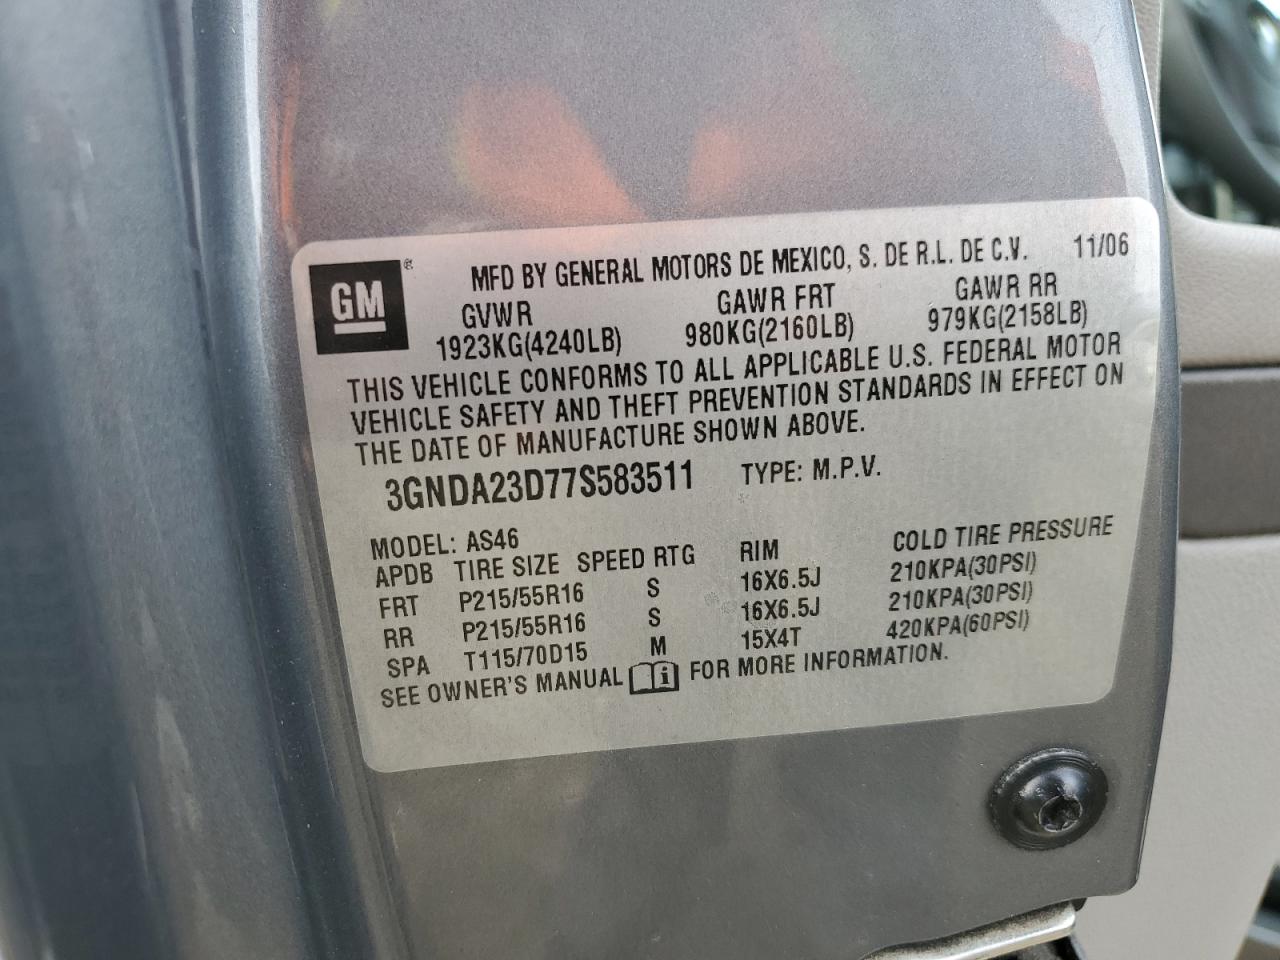 GM ® MFD BY GENERAL MOTORS DE MEXICO, S. DE R.L. DE C.V. 11/06
GVWR GAWR FRT GAWR RR
1923KG(4240LB) 980KG(2160LB) 979KG(2158LB)
THIS VEHICLE CONFORMS TO ALL APPLICABLE U.S. FEDERAL MOTOR
VEHICLE SAFETY AND THEFT PREVENTION STANDARDS IN EFFECT ON
THE DATE OF MANUFACTURE SHOWN ABOVE.
3GNDA23D77S583511 TYPE: M.P.V.
MODEL: AS46
APDB TIRE SIZE SPEED RTG RIM COLD TIRE PRESSURE
FRT P215/55R16 S 16X6.5J 210KPA(30PSI)
RR P215/55R16 S 16X6.5J 210KPA(30PSI)
SPA T115/70D15 M 15X4T 420KPA(60PSI)
SEE OWNER'S MANUAL i FOR MORE INFORMATION.